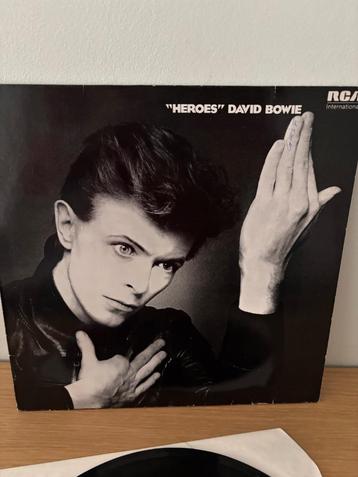 "HEROES" DAVID BOWIE
RCA
International